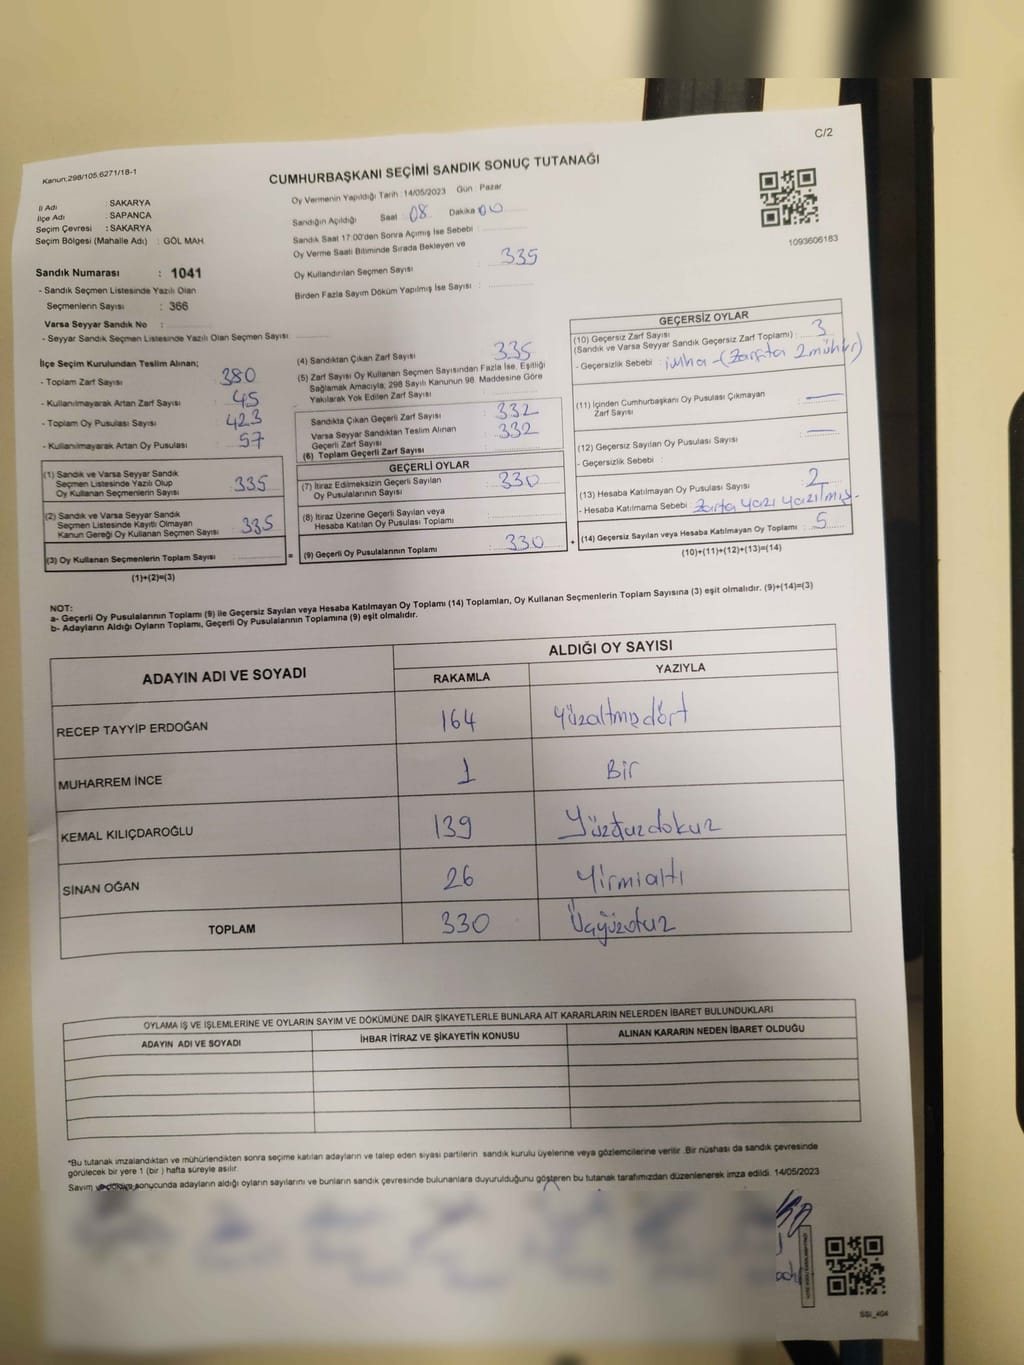 C/2
Kanun.298/105,6271/18-1
CUMHURBAŞKANI SEÇİMİ SANDIK SONUÇ TUTANAĞI
İl Adı : SAKARYA
İlçe Adı : SAPANCA
Seçim Çevresi : SAKARYA
Seçim Bölgesi (Mahalle Adı) : GÖL MAH.
Sandık Numarası : 1041
- Sandık Seçmen Listesinde Yazılı Olan
Seçmenlerin Sayısı : 366
Varsa Seyyar Sandık No :
- Seyyar Sandık Seçmen Listesinde Yazılı Olan Seçmen Sayısı :
Oy Vermenin Yapıldığı Tarih : 14/05/2023 Gün : Pazar
Sandığın Açıldığı Saat : 08 Dakika : 00
Sandık Saat 17:00'den Sonra Açımış İse Sebebi :
Oy Verme Saati Bitiminde Sırada Bekleyen ve
Oy Kullandırılan Seçmen Sayısı : 335
Birden Fazla Sayım Döküm Yapılmış İse Sayısı :
1093606183
İlçe Seçim Kurulundan Teslim Alınan;
- Toplam Zarf Sayısı : 380
- Kullanılmayarak Artan Zarf Sayısı : 45
- Toplam Oy Pusulası Sayısı : 423
- Kullanılmayarak Artan Oy Pusulası : 57
(1) Sandık ve Varsa Seyyar Sandık
Seçmen Listesinde Yazılı Olup
Oy Kullanan Seçmenlerin Sayısı : 335
(2) Sandık ve Varsa Seyyar Sandık
Seçmen Listesinde Kayıtlı Olmayan
Kanun Gereği Oy Kullanan Seçmen Sayısı : 335
(3) Oy Kullanan Seçmenlerin Toplam Sayısı :
(1)+(2)=(3)
(4) Sandıktan Çıkan Zarf Sayısı : 335
(5) Zarf Sayısı Oy Kullanan Seçmen Sayısından Fazla İse, Eşitliği
Sağlamak Amacıyla, 298 Sayılı Kanunun 98. Maddesine Göre
Yakılarak Yok Edilen Zarf Sayısı :
Sandıkta Çıkan Geçerli Zarf Sayısı : 332
Varsa Seyyar Sandıktan Teslim Alınan
Geçerli Zarf Sayısı : 332
(6) Toplam Geçerli Zarf Sayısı :
GEÇERLİ OYLAR
(7) İtiraz Edilmeksizin Geçerli Sayılan
Oy Pusulalarının Sayısı : 330
(8) İtiraz Üzerine Geçerli Sayılan veya
Hesaba Katılan Oy Pusulası Toplamı :
= (9) Geçerli Oy Pusulalarının Toplamı : 330
GEÇERSİZ OYLAR
(10) Geçersiz Zarf Sayısı
(Sandık ve Varsa Seyyar Sandık Geçersiz Zarf Toplamı) : 3
- Geçersizlik Sebebi : imha - (Zarfta 2 mühür)
(11) İçinden Cumhurbaşkanı Oy Pusulası Çıkmayan
Zarf Sayısı : —
(12) Geçersiz Sayılan Oy Pusulası Sayısı : —
- Geçersizlik Sebebi :
(13) Hesaba Katılmayan Oy Pusulası Sayısı : 2
- Hesaba Katılmama Sebebi : Zarfa yazı yazıTmış -
+ (14) Geçersiz Sayılan veya Hesaba Katılmayan Oy Toplamı : 5
(10)+(11)+(12)+(13)=(14)
NOT:
a- Geçerli Oy Pusulalarının Toplamı (9) ile Geçersiz Sayılan veya Hesaba Katılmayan Oy Toplamı (14) Toplamları, Oy Kullanan Seçmenlerin Toplam Sayısına (3) eşit olmalıdır. (9)+(14)=(3)
b- Adayların Aldığı Oyların Toplamı, Geçerli Oy Pusulalarının Toplamına (9) eşit olmalıdır.
ADAYIN ADI VE SOYADI
ALDIĞI OY SAYISI
RAKAMLA YAZIYLA
RECEP TAYYİP ERDOĞAN 164 Yüzaltmışdört
MUHARREM İNCE 1 Bir
KEMAL KILIÇDAROĞLU 139 Yüzotuzdokuz
SİNAN OĞAN 26 Yirmialtı
TOPLAM 330 Üçyüzotuz
OYLAMA İŞ VE İŞLEMLERİNE VE OYLARIN SAYIM VE DÖKÜMÜNE DAİR ŞİKAYETLERLE BUNLARA AİT KARARLARIN NELERDEN İBARET BULUNDUKLARI
ADAYIN ADI VE SOYADI İHBAR İTİRAZ VE ŞİKAYETİN KONUSU ALINAN KARARIN NEDEN İBARET OLDUĞU
*Bu tutanak imzalandıktan ve mühürlendikten sonra seçime katılan adayların ve talep eden siyasi partilerin sandık kurulu üyelerine veya gözlemcilerine verilir. Bir nüshası da sandık çevresinde
görülecek bir yere 1 (bir ) hafta süreyle asılır.
Sayım ve döküm sonucunda adayların aldığı oyların sayılarını ve bunların sandık çevresinde bulunanlara duyurulduğunu gösteren bu tutanak tarafımızdan düzenlenerek imza edildi. 14/05/2023
SSI_404